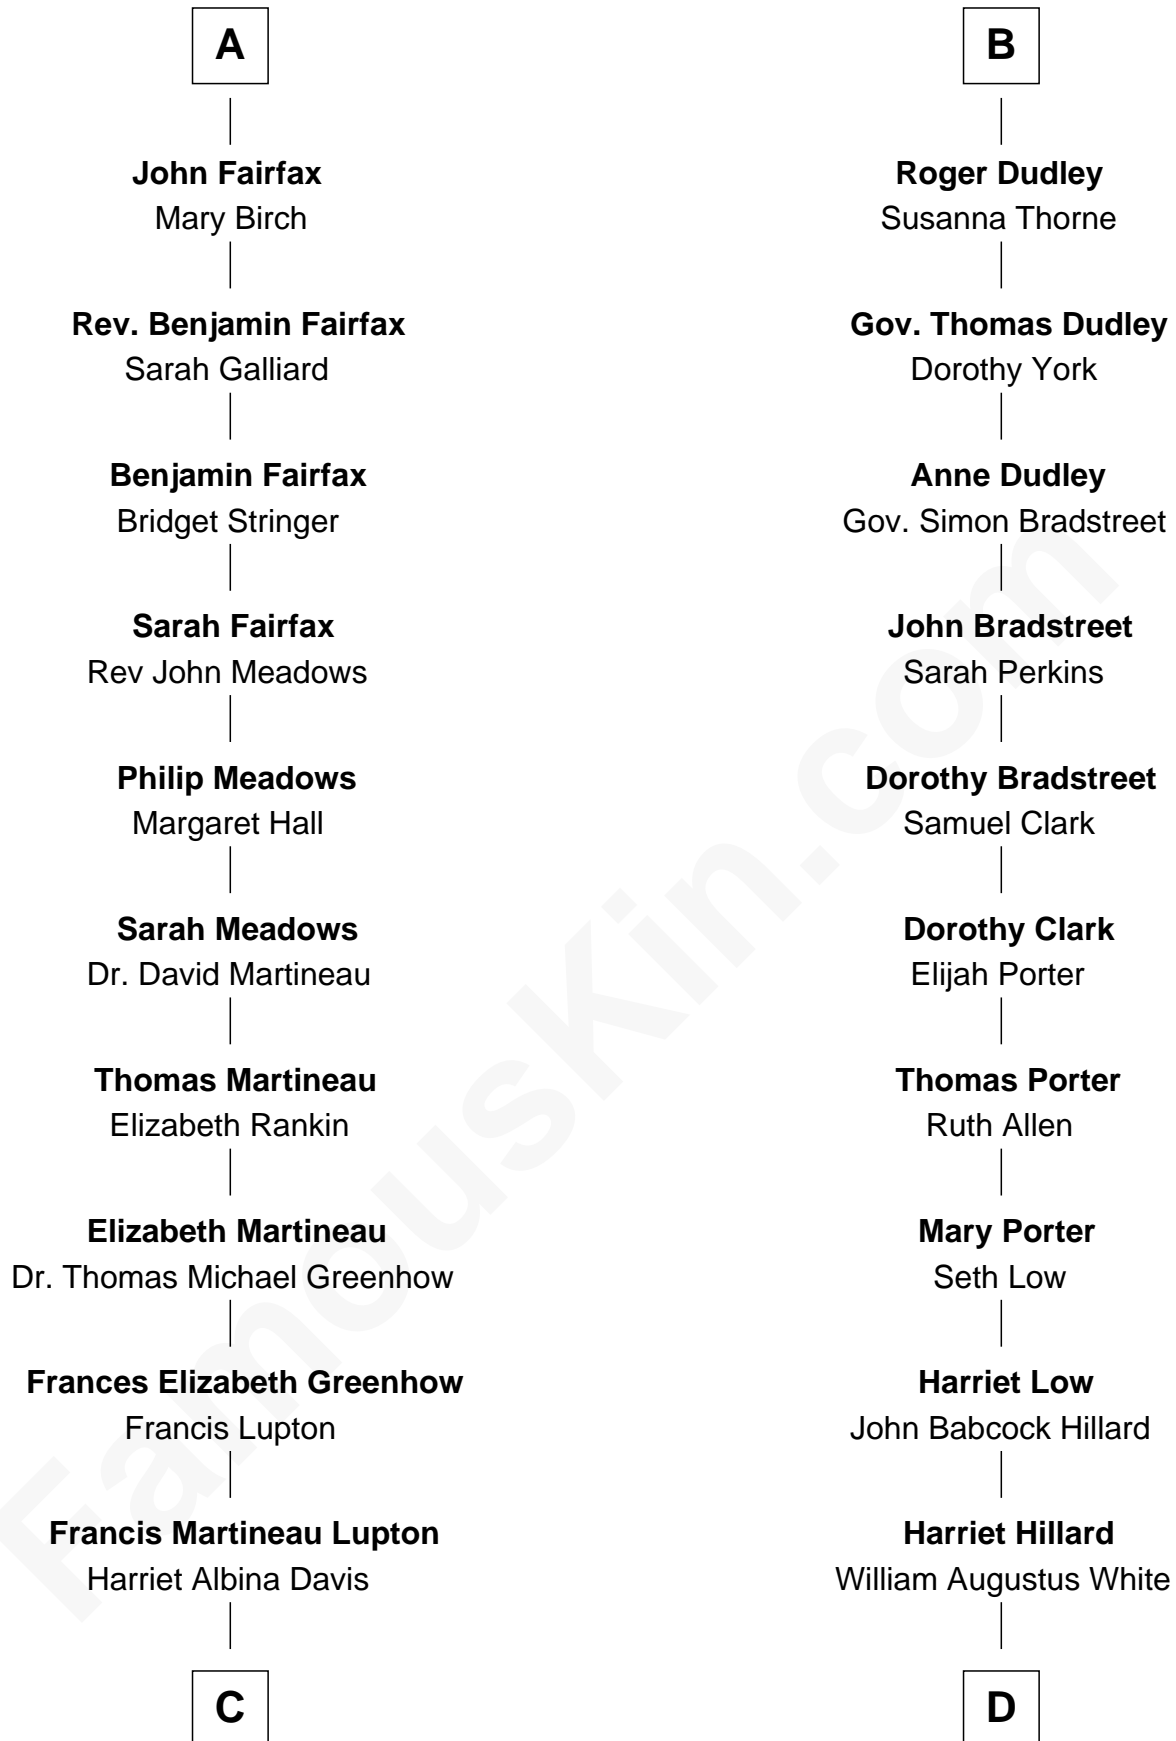 A
John Fairfax
Mary Birch
Rev. Benjamin Fairfax
Sarah Galliard
Benjamin Fairfax
Bridget Stringer
Sarah Fairfax
Rev John Meadows
Philip Meadows
Margaret Hall
Sarah Meadows
Dr. David Martineau
Thomas Martineau
Elizabeth Rankin
Elizabeth Martineau
Dr. Thomas Michael Greenhow
Frances Elizabeth Greenhow
Francis Lupton
Francis Martineau Lupton
Harriet Albina Davis
C
B
Roger Dudley
Susanna Thorne
Gov. Thomas Dudley
Dorothy York
Anne Dudley
Gov. Simon Bradstreet
John Bradstreet
Sarah Perkins
Dorothy Bradstreet
Samuel Clark
Dorothy Clark
Elijah Porter
Thomas Porter
Ruth Allen
Mary Porter
Seth Low
Harriet Low
John Babcock Hillard
Harriet Hillard
William Augustus White
D
FamousKin.com